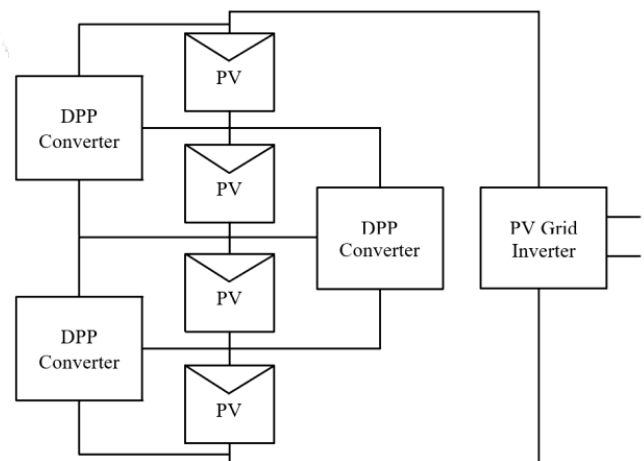 PV
DPP
Converter
PV
DPP
Converter
PV Grid
Inverter
PV
DPP
Converter
PV